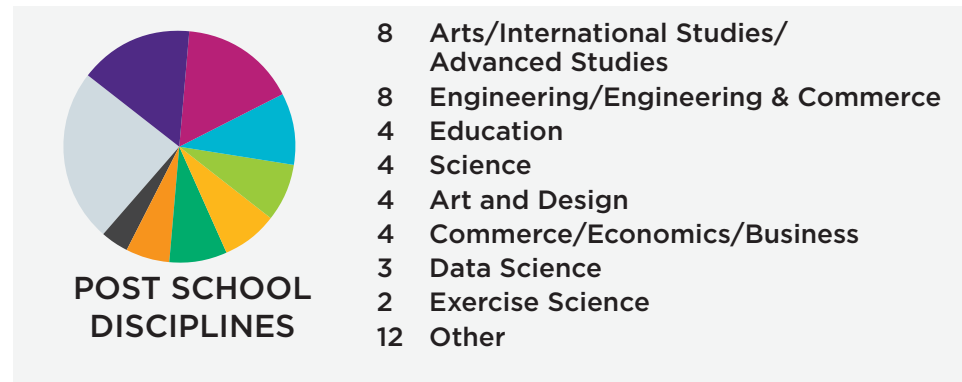 8 Arts/International Studies/
Advanced Studies
8 Engineering/Engineering & Commerce
4 Education
4 Science
4 Art and Design
4 Commerce/Economics/Business
3 Data Science
2 Exercise Science
12 Other
POST SCHOOL
DISCIPLINES